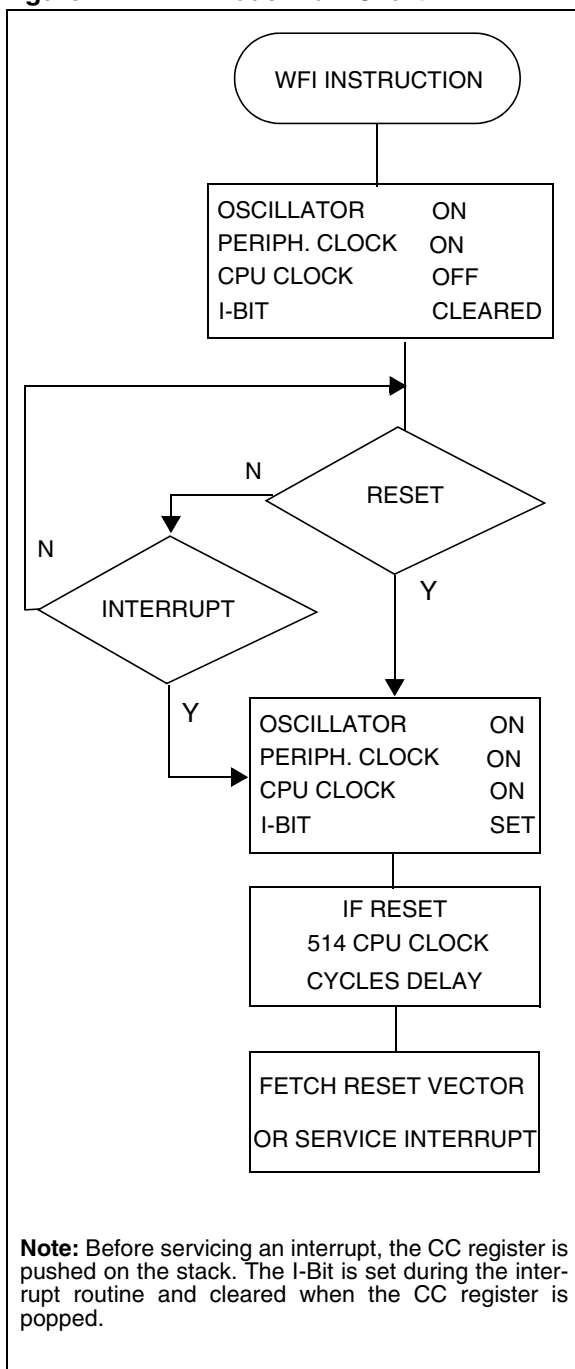 WFI INSTRUCTION
OSCILLATOR ON
PERIPH. CLOCK ON
CPU CLOCK OFF
I-BIT CLEARED
N
RESET
N
INTERRUPT
Y
Y
OSCILLATOR ON
PERIPH. CLOCK ON
CPU CLOCK ON
I-BIT SET
IF RESET
514 CPU CLOCK
CYCLES DELAY
FETCH RESET VECTOR
OR SERVICE INTERRUPT
Note: Before servicing an interrupt, the CC register is
pushed on the stack. The I-Bit is set during the inter-
rupt routine and cleared when the CC register is
popped.